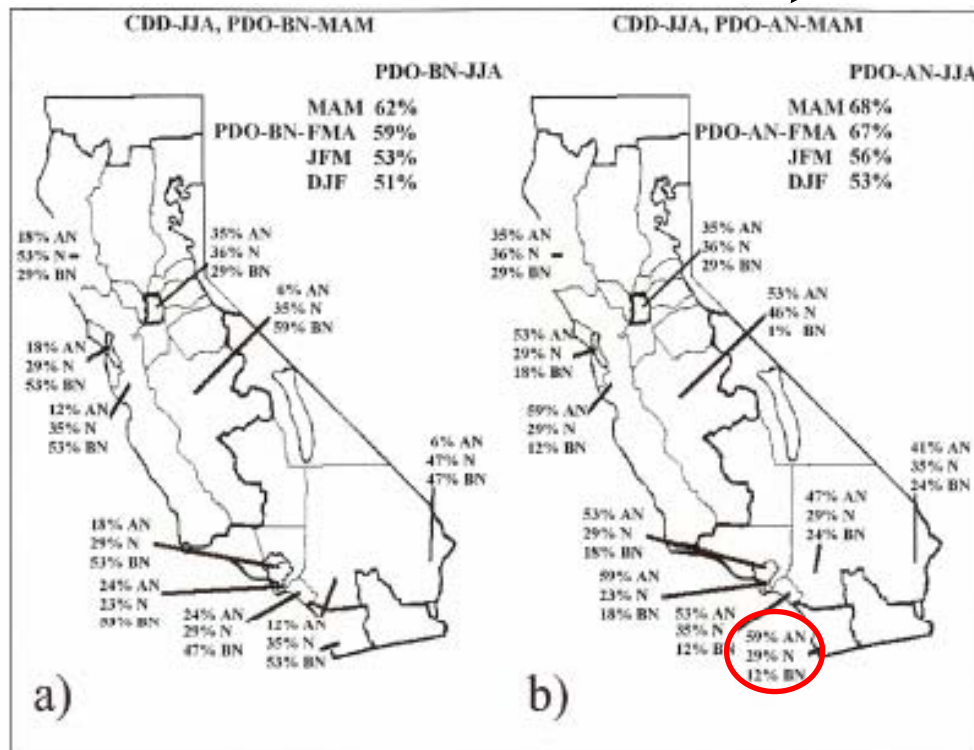 CDD-JJA, PDO-BN-MAM
PDO-BN-JJA
MAM 62%
PDO-BN-FMA 59%
JFM 53%
DJF 51%
18% AN
53% N
29% BN
35% AN
36% N
29% BN
6% AN
35% N
59% BN
18% AN
29% N
53% BN
12% AN
35% N
53% BN
6% AN
47% N
47% BN
18% AN
29% N
53% BN
24% AN
23% N
53% BN
24% AN
29% N
47% BN
12% AN
35% N
53% BN
a)
CDD-JJA, PDO-AN-MAM
PDO-AN-JJA
MAM 68%
PDO-AN-FMA 67%
JFM 56%
DJF 53%
35% AN
36% N
29% BN
35% AN
36% N
29% BN
53% AN
46% N
1% BN
53% AN
29% N
18% BN
59% AN
29% N
12% BN
41% AN
35% N
24% BN
47% AN
29% N
24% BN
53% AN
29% N
18% BN
59% AN
23% N
18% BN
53% AN
35% N
12% BN
59% AN
29% N
12% BN
b)